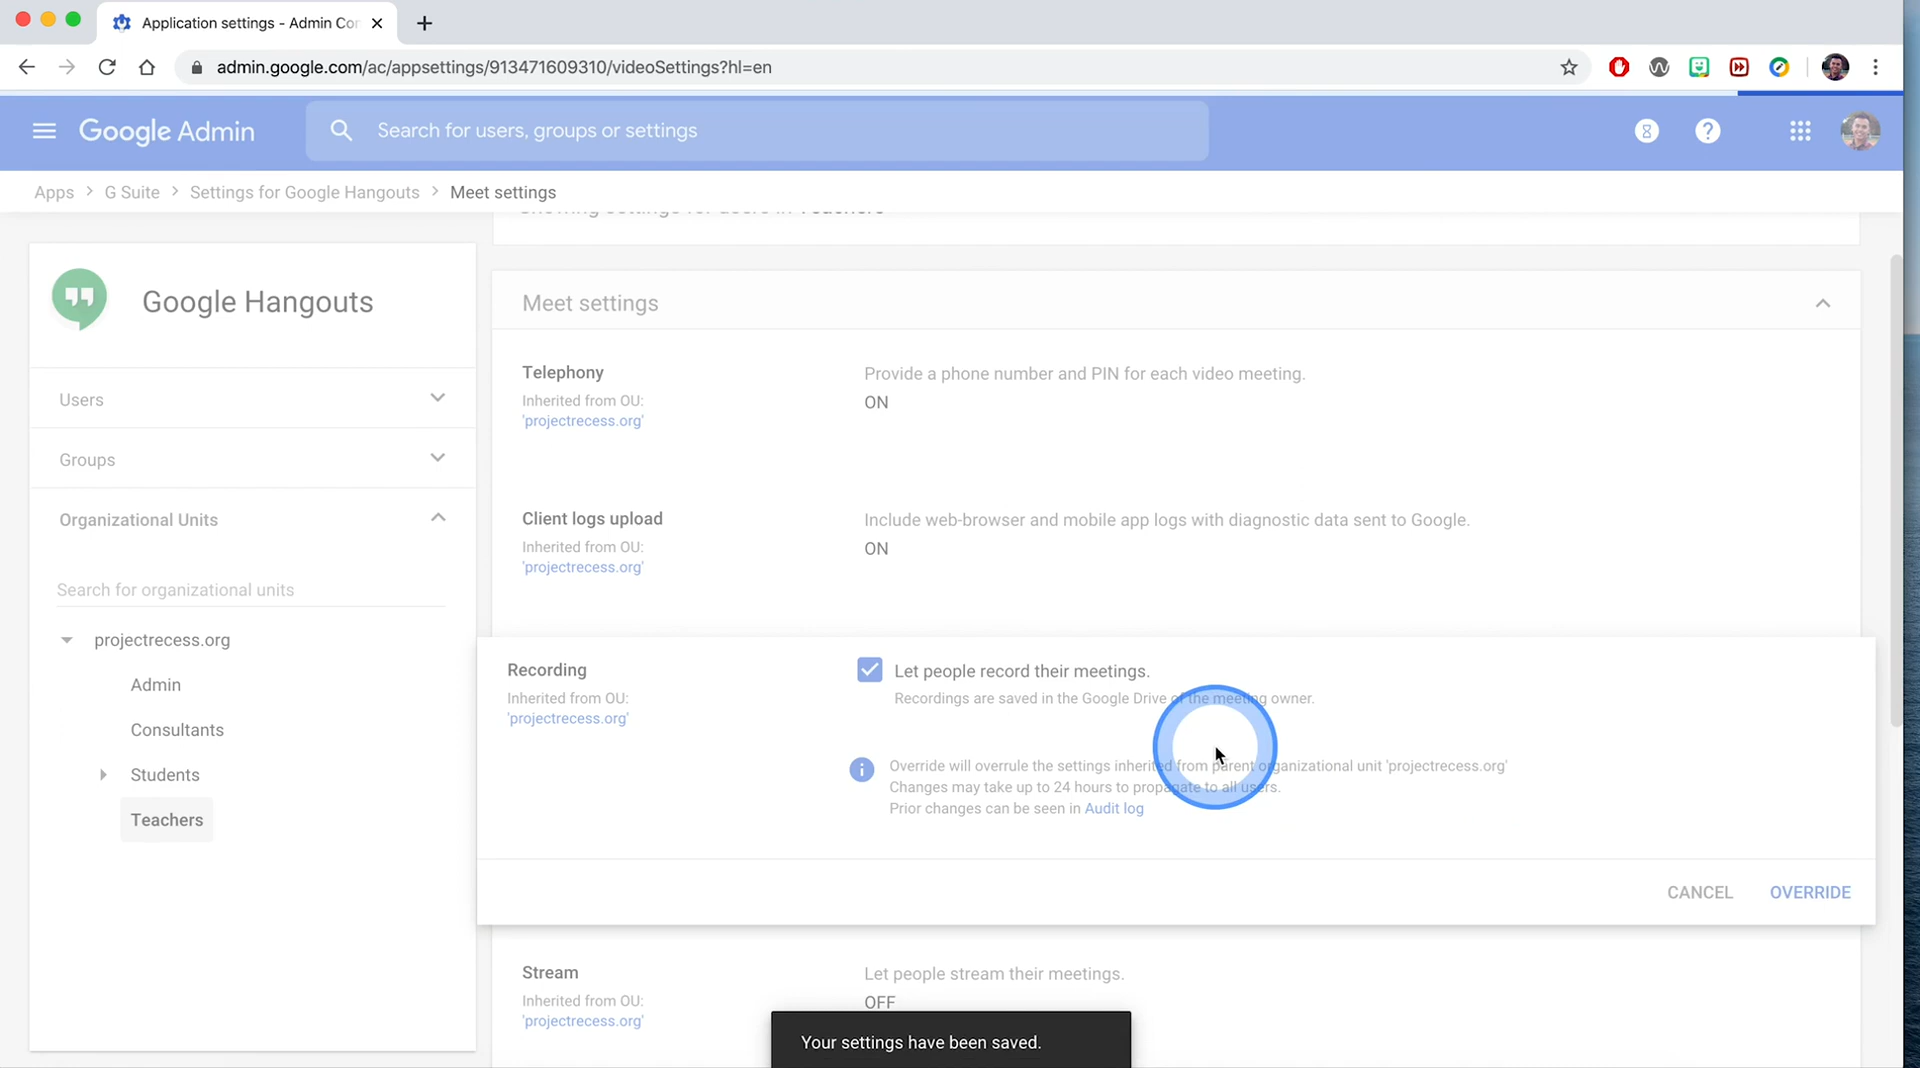 Application settings - Admin Con
admin.google.com/ac/appsettings/913471609310/videoSettings?hl=en
Google Admin
Search for users, groups or settings
Apps > G Suite > Settings for Google Hangouts > Meet settings
Showing settings for users in Teachers
Google Hangouts
Users
Groups
Organizational Units
Search for organizational units
projectrecess.org
Admin
Consultants
Students
Teachers
Meet settings
Telephony
Inherited from OU:
'projectrecess.org'
Provide a phone number and PIN for each video meeting.
ON
Client logs upload
Inherited from OU:
'projectrecess.org'
Include web-browser and mobile app logs with diagnostic data sent to Google.
ON
Recording
Inherited from OU:
'projectrecess.org'
Let people record their meetings.
Recordings are saved in the Google Drive of the meeting owner.
Override will overrule the settings inherited from parent organizational unit 'projectrecess.org'
Changes may take up to 24 hours to propagate to all users.
Prior changes can be seen in Audit log
CANCEL
OVERRIDE
Stream
Inherited from OU:
'projectrecess.org'
Let people stream their meetings.
OFF
Your settings have been saved.